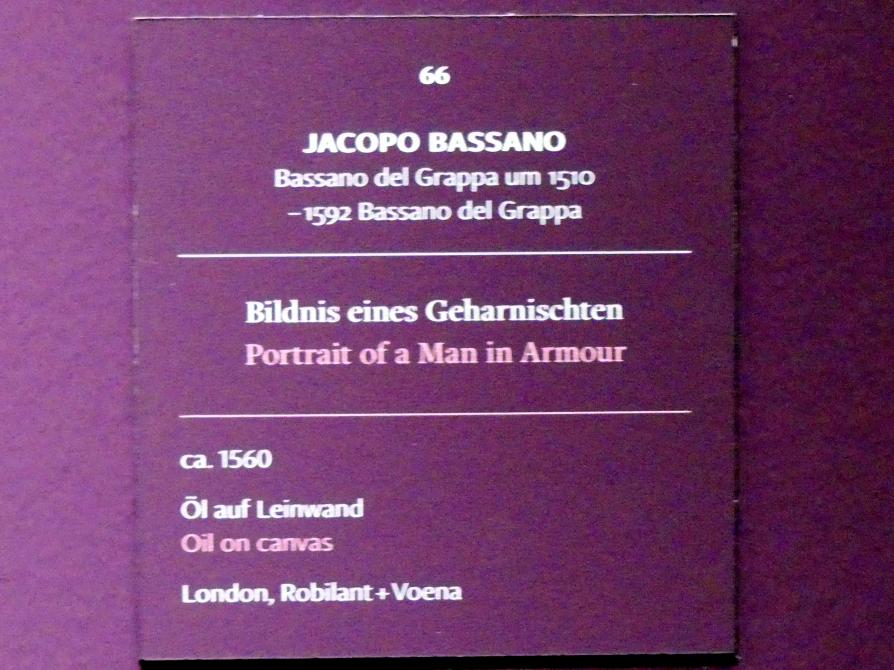 66
JACOPO BASSANO
Bassano del Grappa um 1510
–1592 Bassano del Grappa
Bildnis eines Geharnischten
Portrait of a Man in Armour
ca. 1560
Öl auf Leinwand
Oil on canvas
London, Robilant+Voena